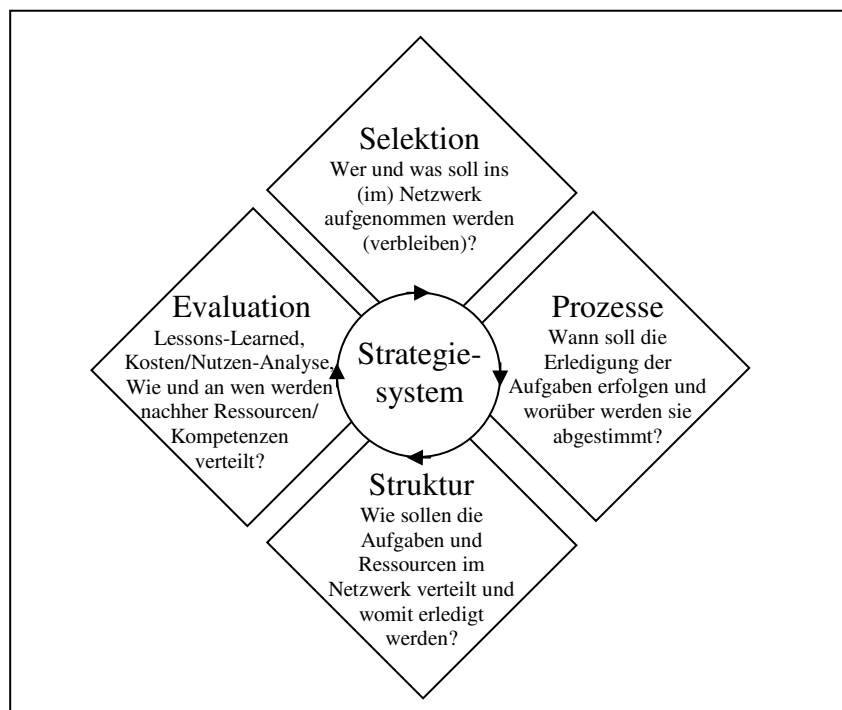 Selektion
Wer und was soll ins
(im) Netzwerk
aufgenommen werden
(verbleiben)?
Evaluation
Lessons-Learned,
Kosten/Nutzen-Analyse,
Wie und an wen werden
nachher Ressourcen/
Kompetenzen
verteilt?
Strategie-
system
Prozesse
Wann soll die
Erledigung der
Aufgaben erfolgen und
worüber werden sie
abgestimmt?
Struktur
Wie sollen die
Aufgaben und
Ressourcen im
Netzwerk verteilt und
womit erledigt
werden?